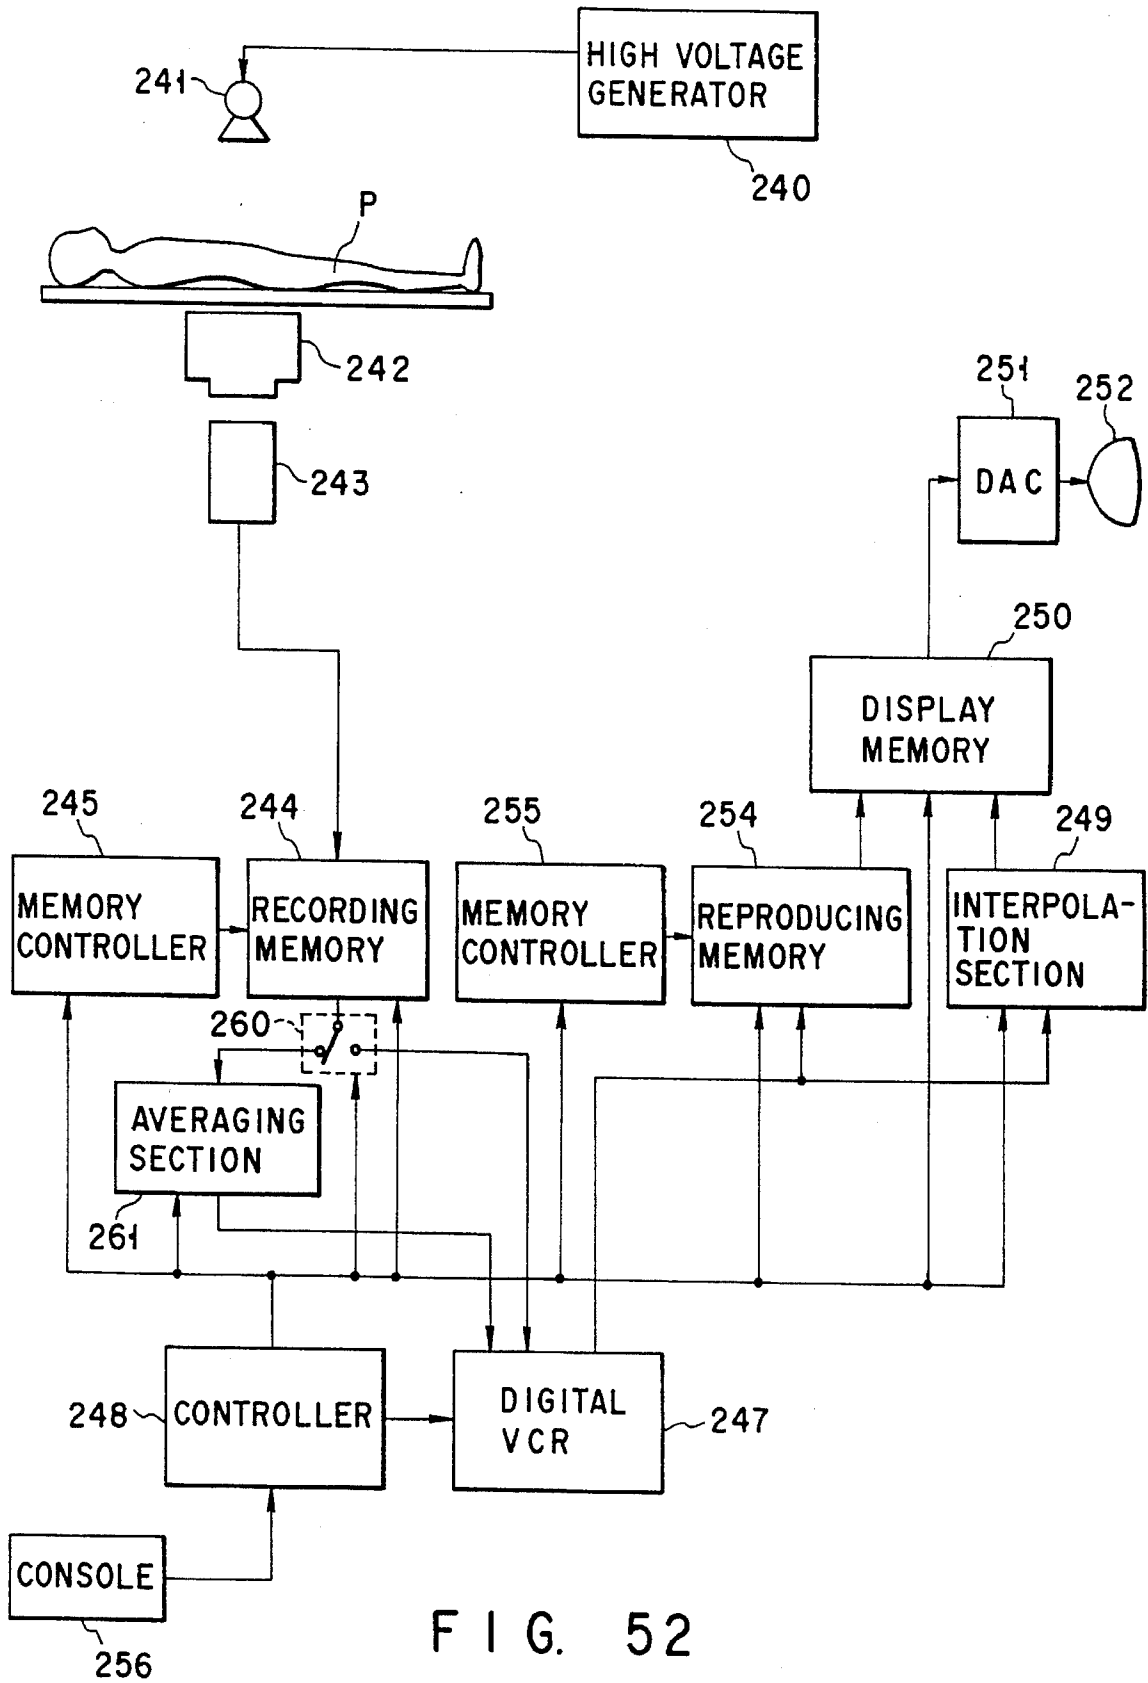 HIGH VOLTAGE
GENERATOR
241
240
P
242
243
251
252
DAC
250
DISPLAY
MEMORY
245
244
255
254
249
MEMORY
CONTROLLER
RECORDING
MEMORY
MEMORY
CONTROLLER
REPRODUCING
MEMORY
INTERPOLA-
TION
SECTION
260
AVERAGING
SECTION
261
248
CONTROLLER
DIGITAL
VCR
247
CONSOLE
256
FIG. 52